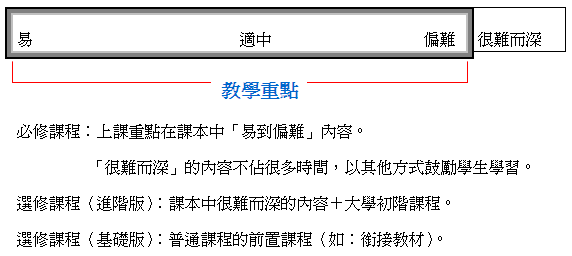 易 適中 偏難 很難而深
教學重點
必修課程：上課重點在課本中「易到偏難」內容。
「很難而深」的內容不佔很多時間，以其他方式鼓勵學生學習。
選修課程（進階版）：課本中很難而深的內容＋大學初階課程。
選修課程（基礎版）：普通課程的前置課程（如：銜接教材）。